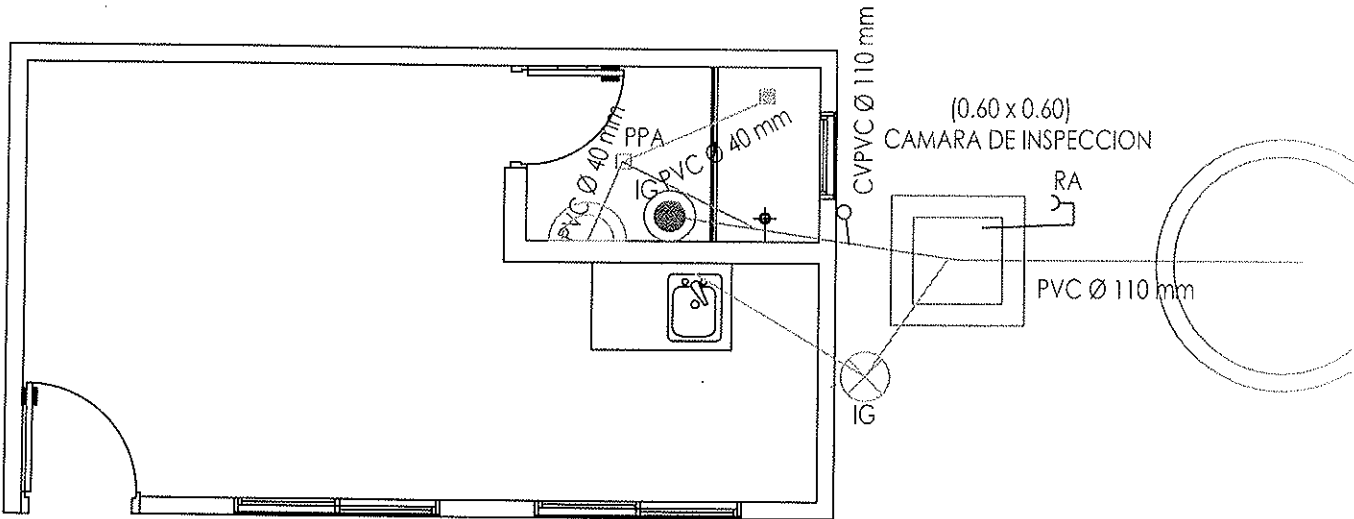 CVPVC Ø 110 mm
(0.60 x 0.60)
CAMARA DE INSPECCION
RA
PPA
PVC Ø 40 mm
PVC Ø 40 mm
IG
PVC Ø 110 mm
IG